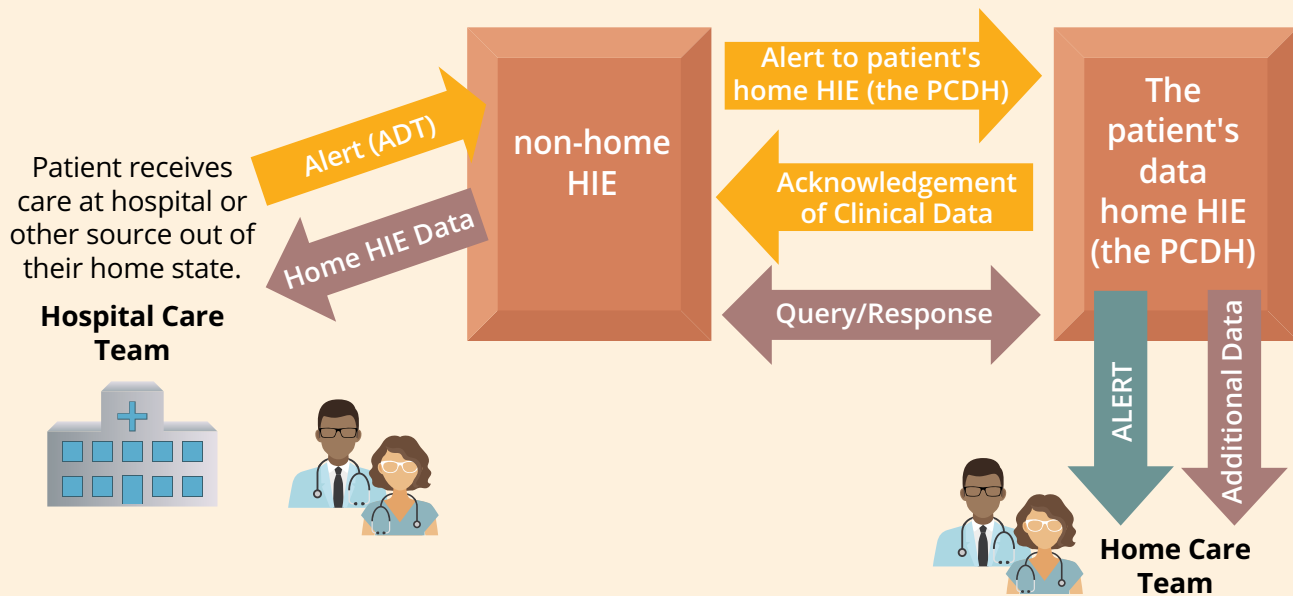 Patient receives
care at hospital or
other source out of
their home state.
Hospital Care
Team
Alert (ADT)
Home HIE Data
non-home
HIE
Alert to patient's
home HIE (the PCDH)
Acknowledgement
of Clinical Data
Query/Response
The
patient's
data
home HIE
(the PCDH)
ALERT
Additional Data
Home Care
Team